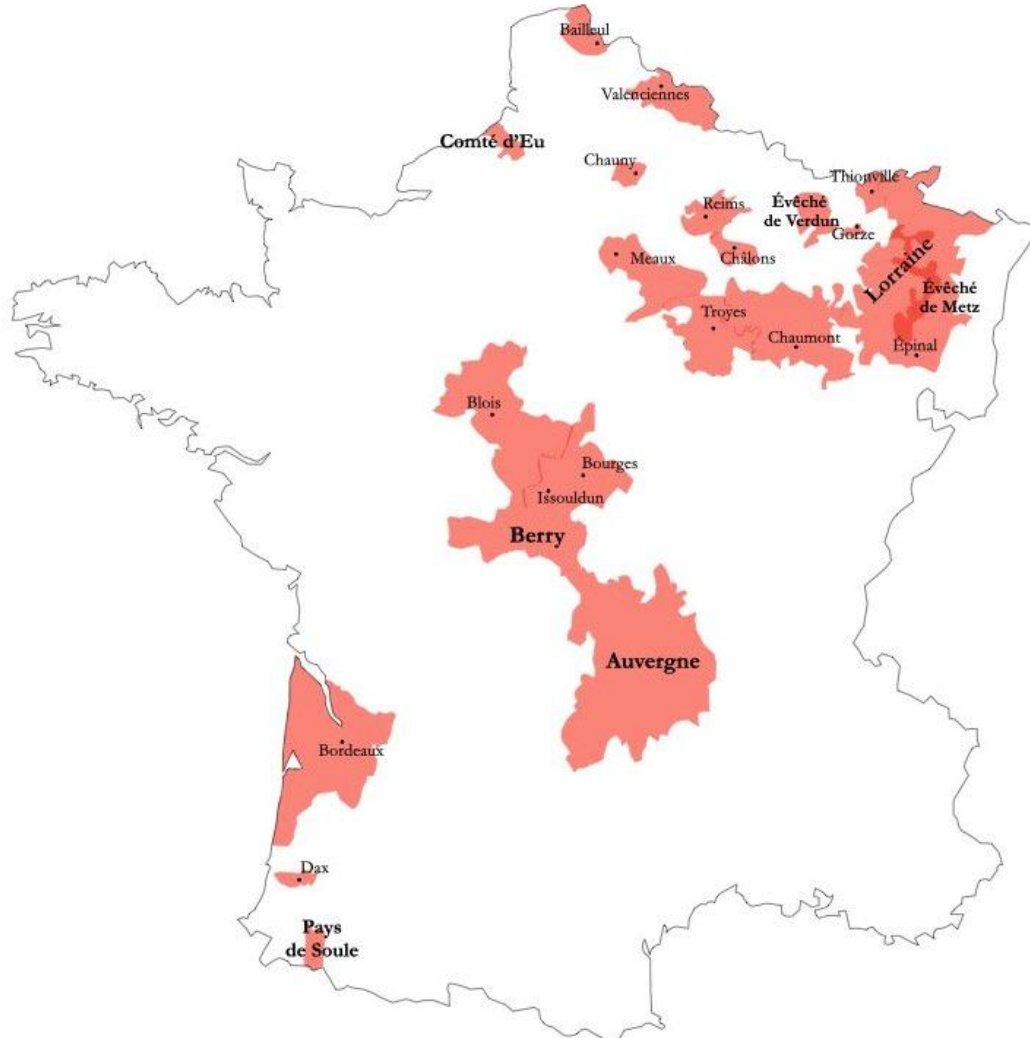 Bailleul
Valenciennes
Comté d'Eu
Chauny
Thionville
Reims
Évêché
de Verdun
Gorze
Meaux
Châlons
Lorraine
Évêché
de Metz
Troyes
Chaumont
Épinal
Blois
Bourges
Issouldun
Berry
Auvergne
Bordeaux
Dax
Pays
de Soule